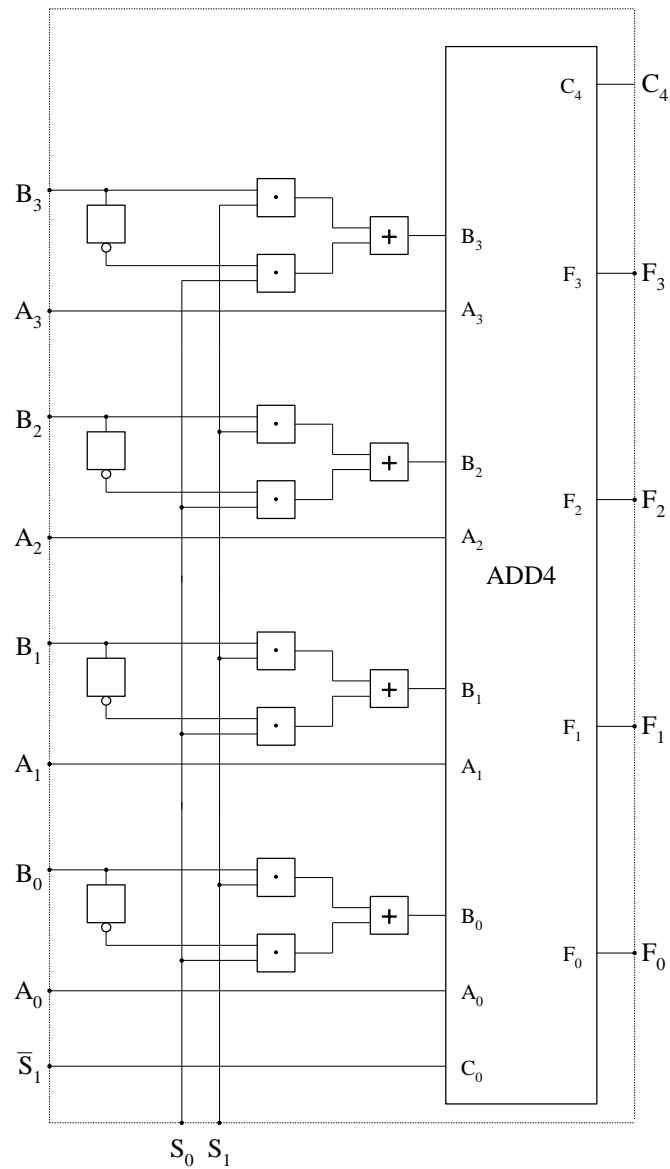 C₄ C₄
B₃ · + B₃
· F₃ F₃
A₃ A₃
B₂ · + B₂
· F₂ F₂
A₂ A₂
ADD4
B₁ · + B₁
· F₁ F₁
A₁ A₁
B₀ · + B₀
· F₀ F₀
A₀ A₀
S̅₁ C₀
S₀ S₁